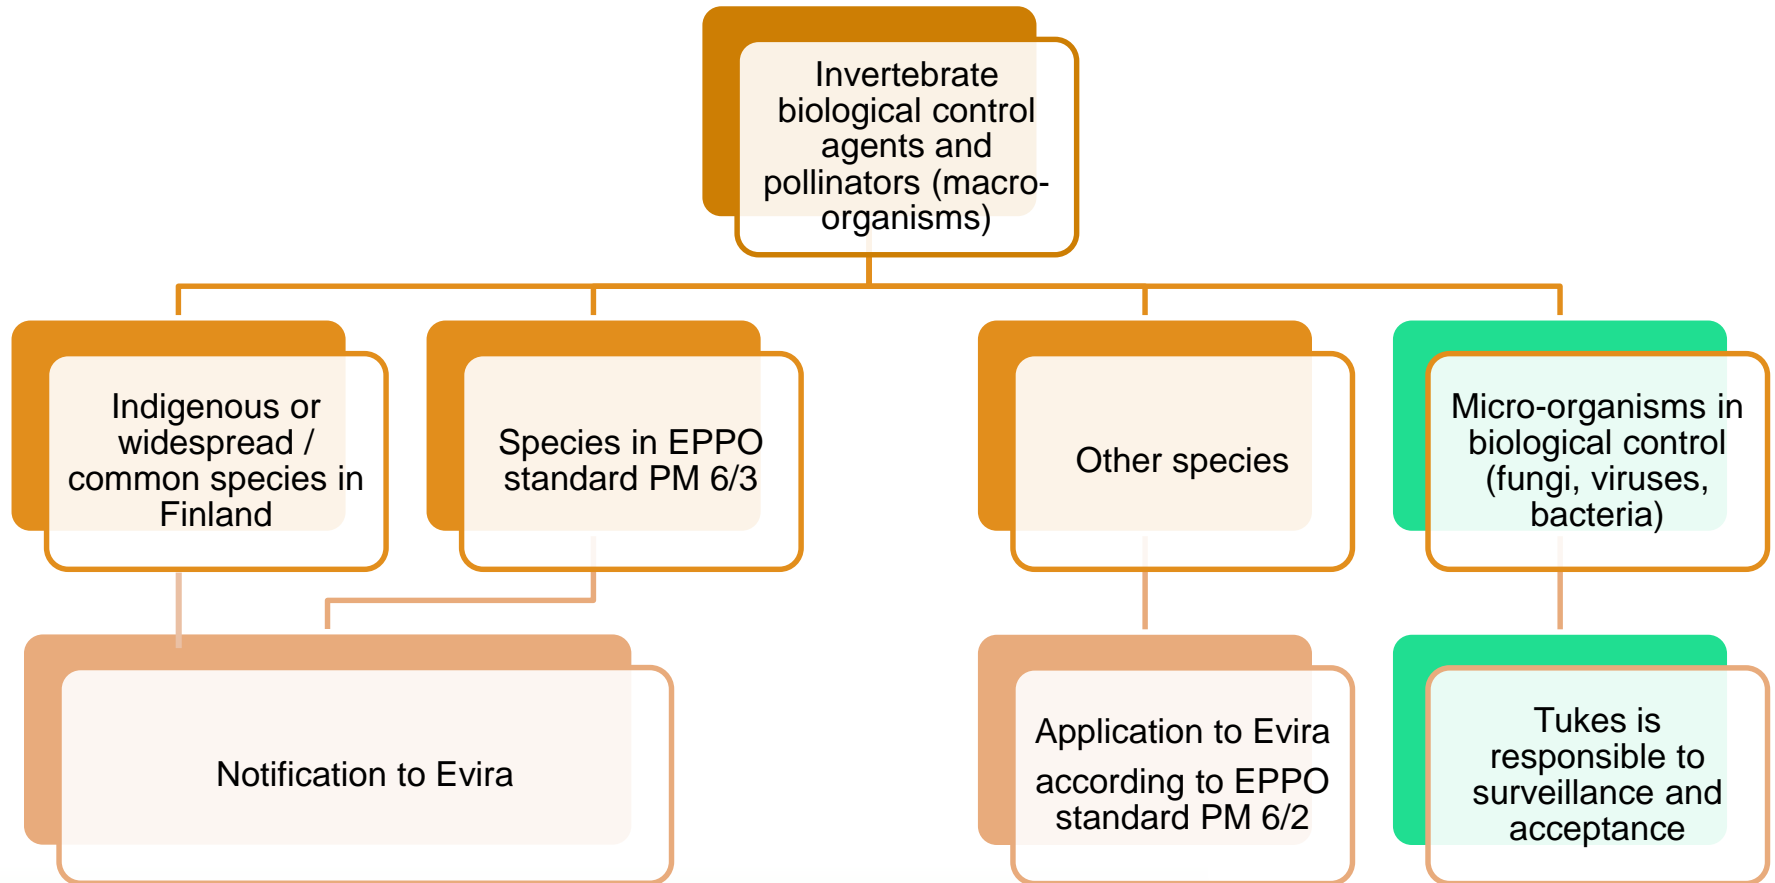 Invertebrate
biological control
agents and
pollinators (macro-
organisms)
Indigenous or
widespread /
common species in
Finland
Species in EPPO
standard PM 6/3
Other species
Micro-organisms in
biological control
(fungi, viruses,
bacteria)
Notification to Evira
Application to Evira
according to EPPO
standard PM 6/2
Tukes is
responsible to
surveillance and
acceptance